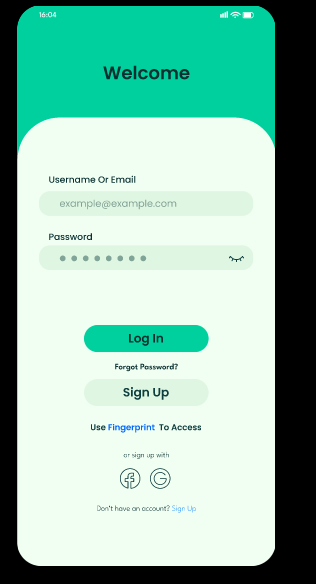 16:04
Welcome
Username Or Email
example@example.com
Password
Log In
Forgot Password?
Sign Up
Use Fingerprint To Access
or sign up with
Don't have an account? Sign Up